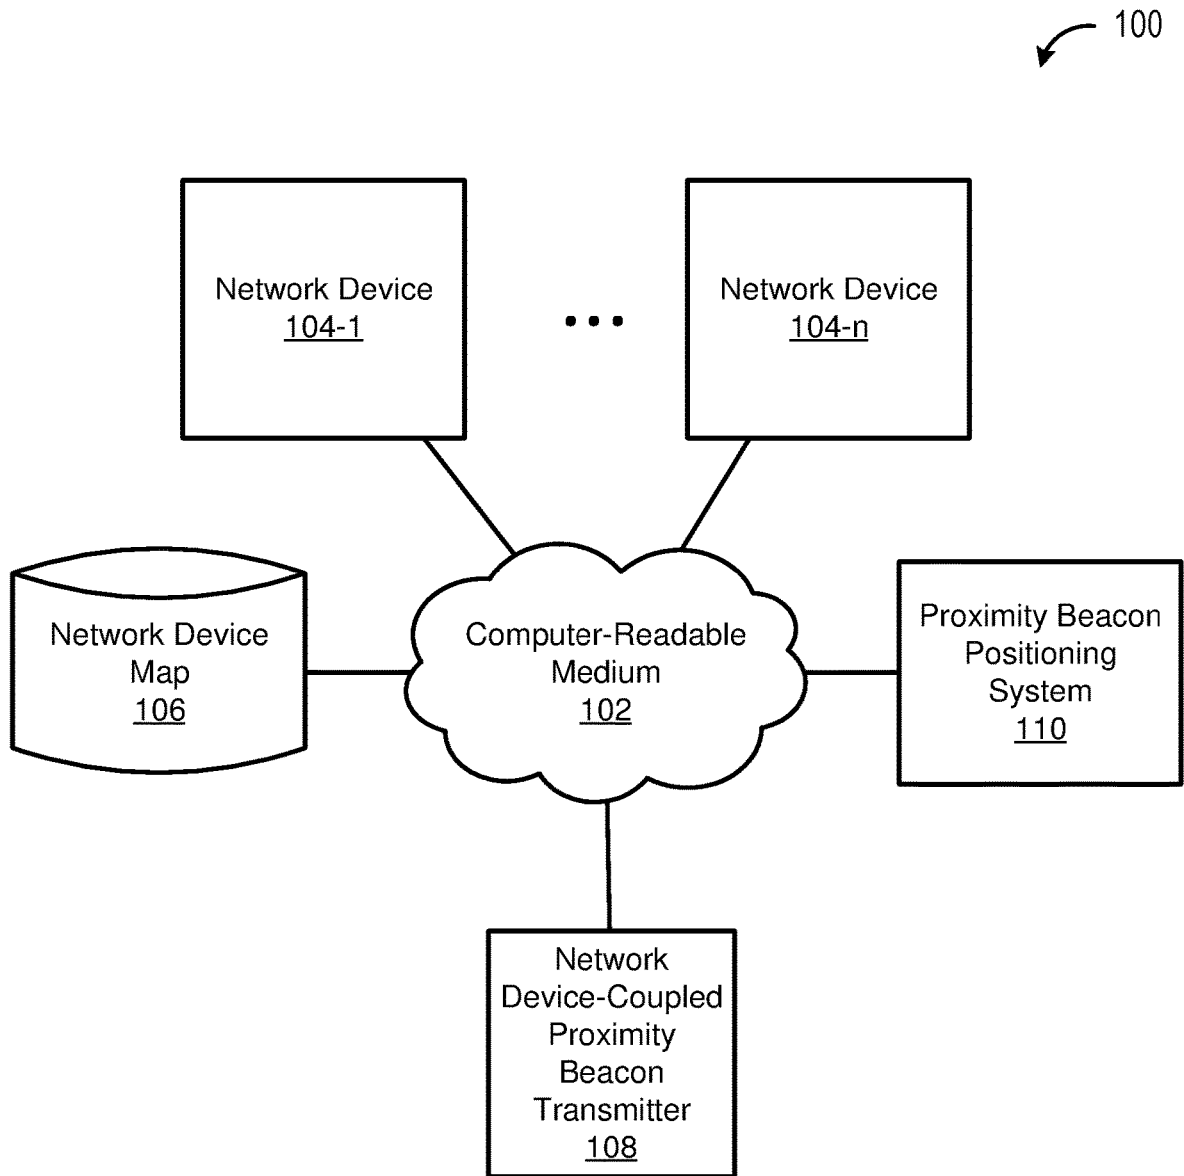 100
Network Device
104-1
...
Network Device
104-n
Network Device
Map
106
Computer-Readable
Medium
102
Proximity Beacon
Positioning
System
110
Network
Device-Coupled
Proximity
Beacon
Transmitter
108